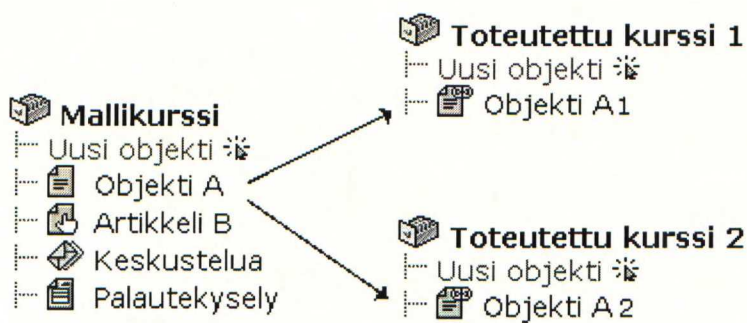 Mallikurssi
Uusi objekti
Objekti A
Artikkeli B
Keskustelua
Palautekysely
Toteutettu kurssi 1
Uusi objekti
Objekti A1
Toteutettu kurssi 2
Uusi objekti
Objekti A2